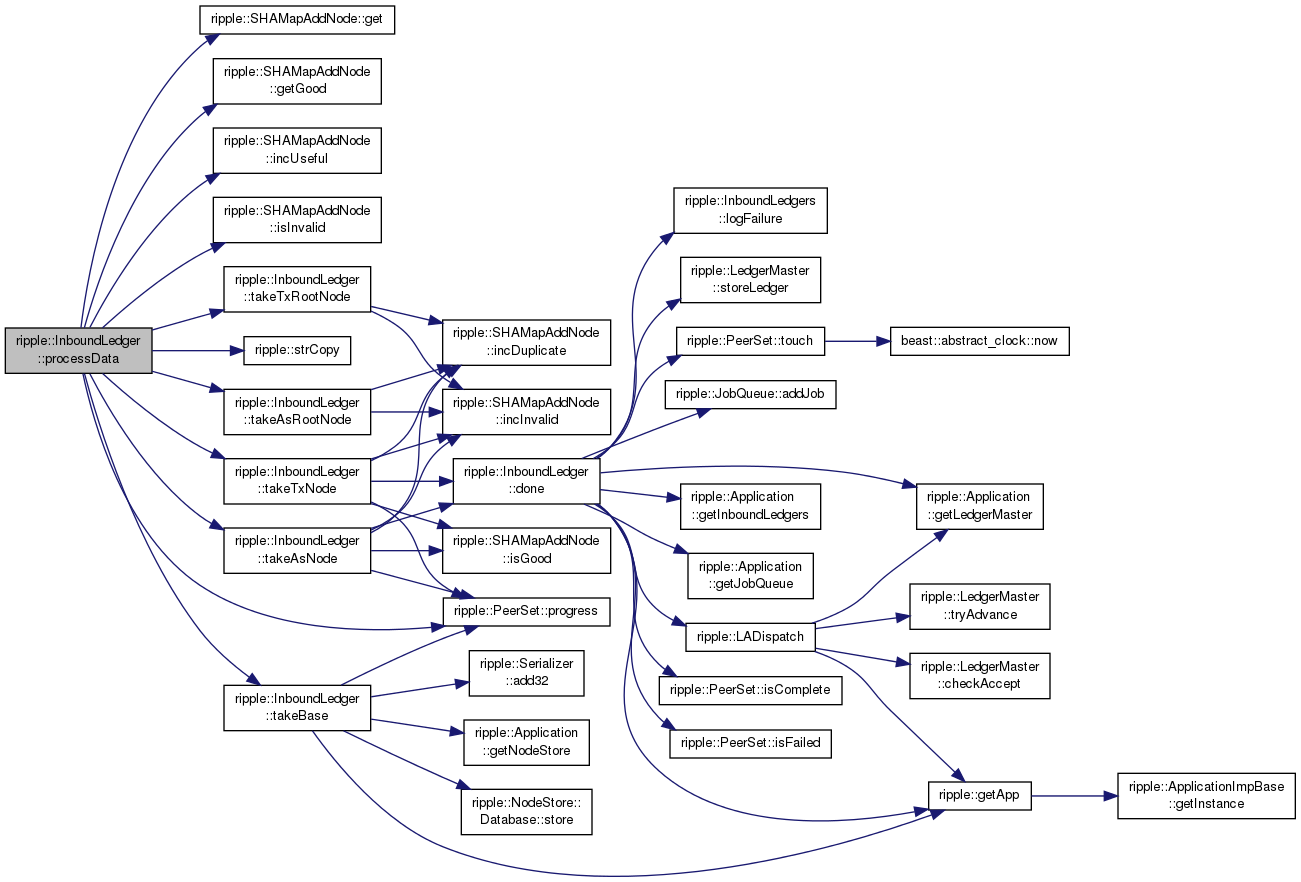 ripple::SHAMapAddNode::get
ripple::SHAMapAddNode
::getGood
ripple::SHAMapAddNode
::incUseful
ripple::SHAMapAddNode
::isInvalid
ripple::InboundLedger
::takeTxRootNode
ripple::InboundLedger
::processData
ripple::strCopy
ripple::InboundLedger
::takeAsRootNode
ripple::InboundLedger
::takeTxNode
ripple::InboundLedger
::takeAsNode
ripple::InboundLedger
::takeBase
ripple::SHAMapAddNode
::incDuplicate
ripple::SHAMapAddNode
::incInvalid
ripple::InboundLedger
::done
ripple::SHAMapAddNode
::isGood
ripple::PeerSet::progress
ripple::Serializer
::add32
ripple::Application
::getNodeStore
ripple::NodeStore::
Database::store
ripple::InboundLedgers
::logFailure
ripple::LedgerMaster
::storeLedger
ripple::PeerSet::touch
ripple::JobQueue::addJob
ripple::Application
::getInboundLedgers
ripple::Application
::getJobQueue
ripple::LADispatch
ripple::PeerSet::isComplete
ripple::PeerSet::isFailed
beast::abstract_clock::now
ripple::Application
::getLedgerMaster
ripple::LedgerMaster
::tryAdvance
ripple::LedgerMaster
::checkAccept
ripple::getApp
ripple::ApplicationImpBase
::getInstance